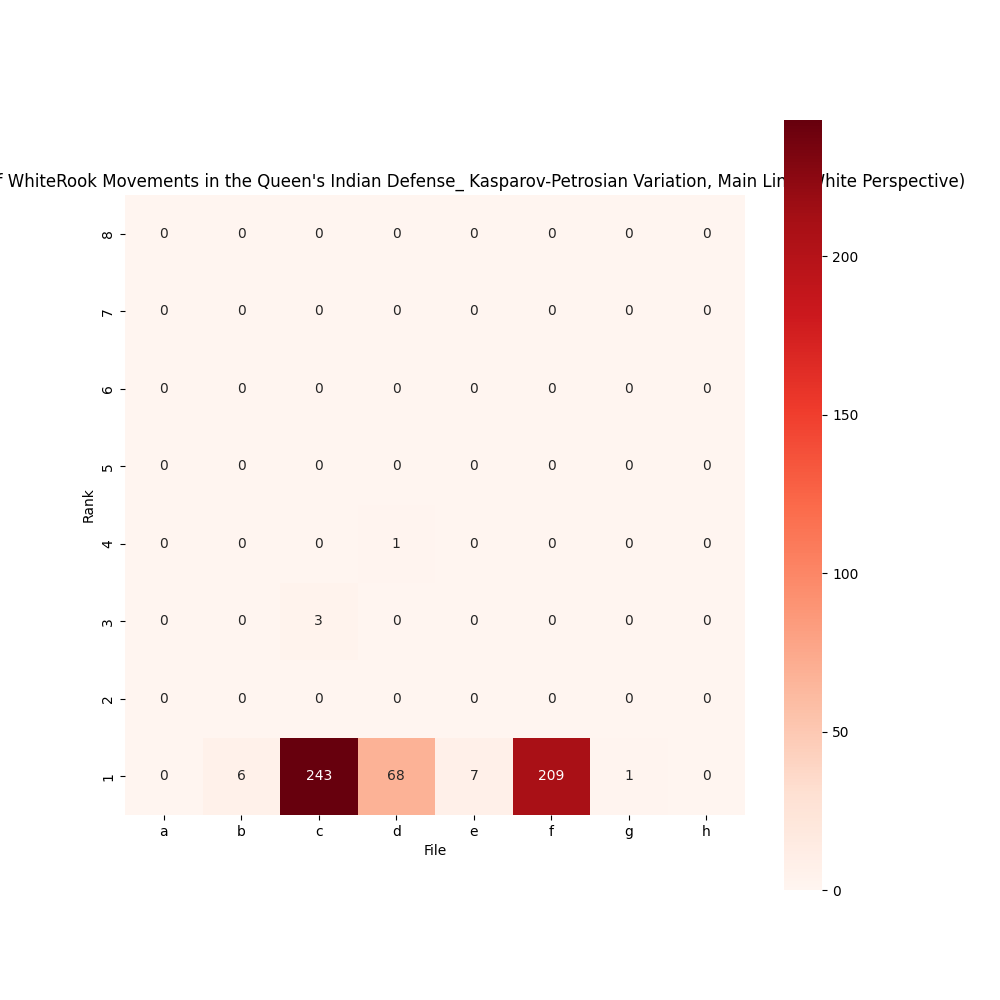 f WhiteRook Movements in the Queen's Indian Defense_ Kasparov-Petrosian Variation, Main Lin hite Perspective)
8 0 0 0 0 0 0 0 0
7 0 0 0 0 0 0 0 0
6 0 0 0 0 0 0 0 0
5 0 0 0 0 0 0 0 0
4 0 0 0 1 0 0 0 0
3 0 0 3 0 0 0 0 0
2 0 0 0 0 0 0 0 0
1 0 6 243 68 7 209 1 0
a b c d e f g h
File
Rank
200
150
100
50
0